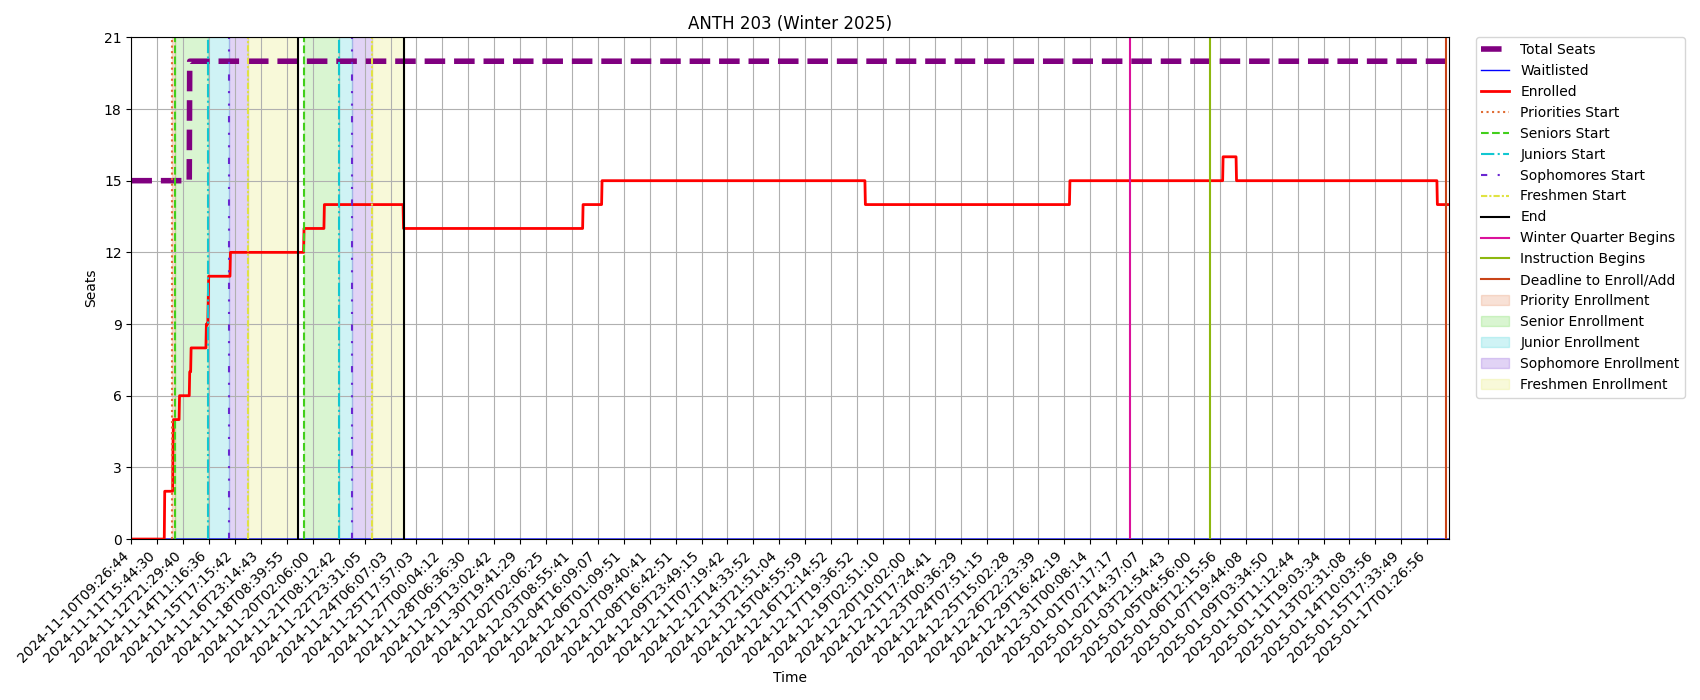 ANTH 203 (Winter 2025)
Seats
21
18
15
12
9
6
3
0
Total Seats
Waitlisted
Enrolled
Priorities Start
Seniors Start
Juniors Start
Sophomores Start
Freshmen Start
End
Winter Quarter Begins
Instruction Begins
Deadline to Enroll/Add
Priority Enrollment
Senior Enrollment
Junior Enrollment
Sophomore Enrollment
Freshmen Enrollment
2024-11-10T09:26:44
2024-11-11T15:44:30
2024-11-12T21:29:40
2024-11-14T11:16:36
2024-11-15T17:15:42
2024-11-16T23:14:43
2024-11-18T08:39:55
2024-11-20T02:06:00
2024-11-21T08:12:42
2024-11-22T23:31:05
2024-11-24T06:07:03
2024-11-25T17:57:03
2024-11-27T00:04:12
2024-11-28T06:36:30
2024-11-29T13:02:42
2024-11-30T19:41:29
2024-12-02T02:06:25
2024-12-03T08:55:41
2024-12-04T16:09:07
2024-12-06T01:09:51
2024-12-07T09:40:41
2024-12-08T16:42:51
2024-12-09T23:49:15
2024-12-11T07:19:42
2024-12-12T14:33:52
2024-12-13T21:51:04
2024-12-15T04:55:59
2024-12-16T12:14:52
2024-12-17T19:36:52
2024-12-19T02:51:10
2024-12-20T10:02:00
2024-12-21T17:24:41
2024-12-23T00:36:29
2024-12-24T07:51:15
2024-12-25T15:02:28
2024-12-26T22:23:39
2024-12-29T16:42:19
2024-12-31T00:08:14
2025-01-01T07:17:17
2025-01-02T14:37:07
2025-01-03T21:54:43
2025-01-05T04:56:00
2025-01-06T12:15:56
2025-01-07T19:44:08
2025-01-09T03:34:50
2025-01-10T11:12:44
2025-01-11T19:03:34
2025-01-13T02:31:08
2025-01-14T10:03:56
2025-01-15T17:33:49
2025-01-17T01:26:56
Time